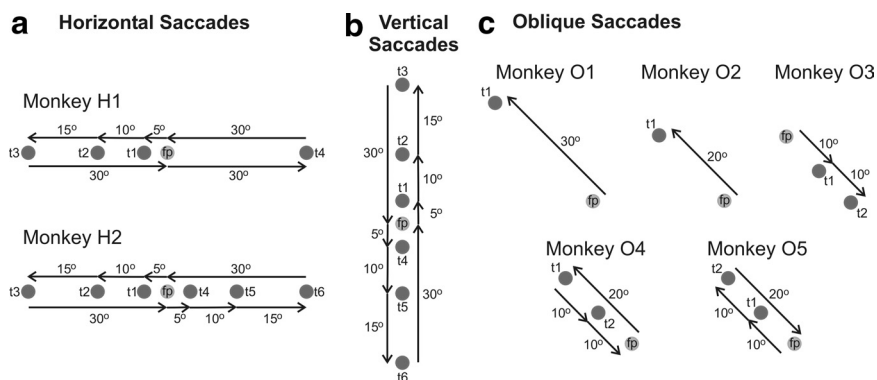 a Horizontal Saccades
Monkey H1
15º 10º 5º 30º
t3 t2 t1 fp t4
30º 30º
Monkey H2
15º 10º 5º 30º
t3 t2 t1 fp t4 t5 t6
30º 5º 10º 15º
b Vertical
Saccades
t3
15º
t2
30º
10º
t1
5º
fp
5º
t4
10º
t5
30º
15º
t6
c Oblique Saccades
Monkey O1
t1
30º
fp
Monkey O2
t1
20º
fp
Monkey O3
fp
10º
t1
10º
t2
Monkey O4
t1
20º
10º
t2
10º
fp
Monkey O5
t2
20º
t1
10º
10º
fp